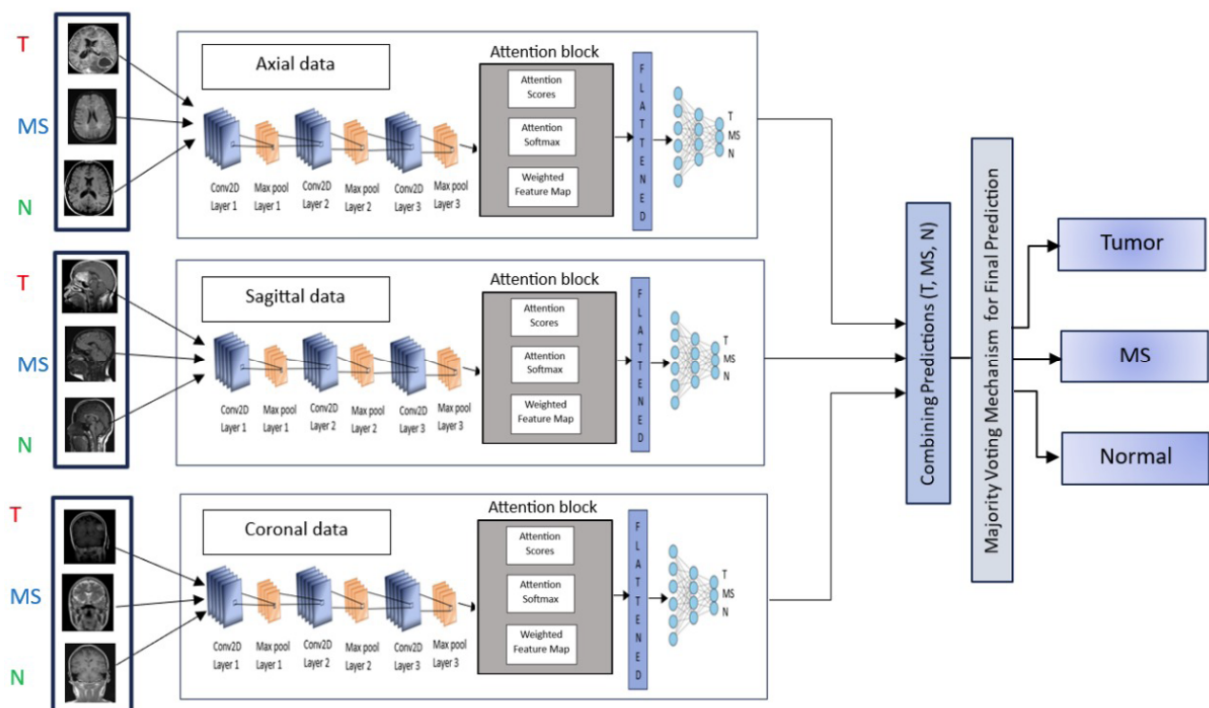 T
MS
N
Axial data
Conv2D
Layer 1
Max pool
Layer 1
Conv2D
Layer 2
Max pool
Layer 2
Conv2D
Layer 3
Max pool
Layer 3
Attention block
Attention
Scores
Attention
Softmax
Weighted
Feature Map
FLATTENED
T
MS
N
T
MS
N
Sagittal data
Conv2D
Layer 1
Max pool
Layer 1
Conv2D
Layer 2
Max pool
Layer 2
Conv2D
Layer 3
Max pool
Layer 3
Attention block
Attention
Scores
Attention
Softmax
Weighted
Feature Map
FLATTENED
T
MS
N
T
MS
N
Coronal data
Conv2D
Layer 1
Max pool
Layer 1
Conv2D
Layer 2
Max pool
Layer 2
Conv2D
Layer 3
Max pool
Layer 3
Attention block
Attention
Scores
Attention
Softmax
Weighted
Feature Map
FLATTENED
T
MS
N
Combining Predictions (T, MS, N)
Majority Voting Mechanism for Final Prediction
Tumor
MS
Normal